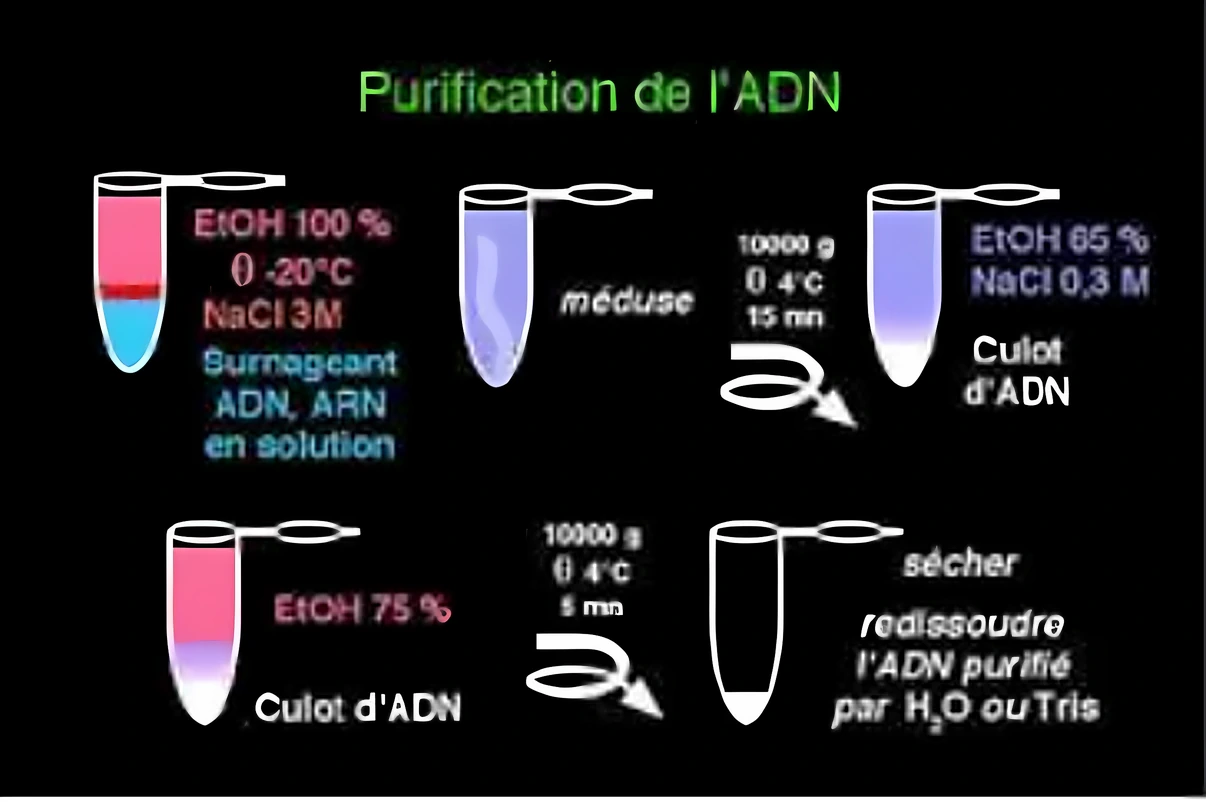 Purification de l'ADN
EtOH 100 %
θ -20°C
NaCl 3M
Surnageant
ADN, ARN
en solution
méduse
10000 g
θ 4°C
15 mn
EtOH 65 %
NaCl 0,3 M
Culot
d'ADN
EtOH 75 %
Culot d'ADN
10000 g
θ 4°C
5 mn
sécher
redissoudre
l'ADN purifié
par H₂O ou Tris